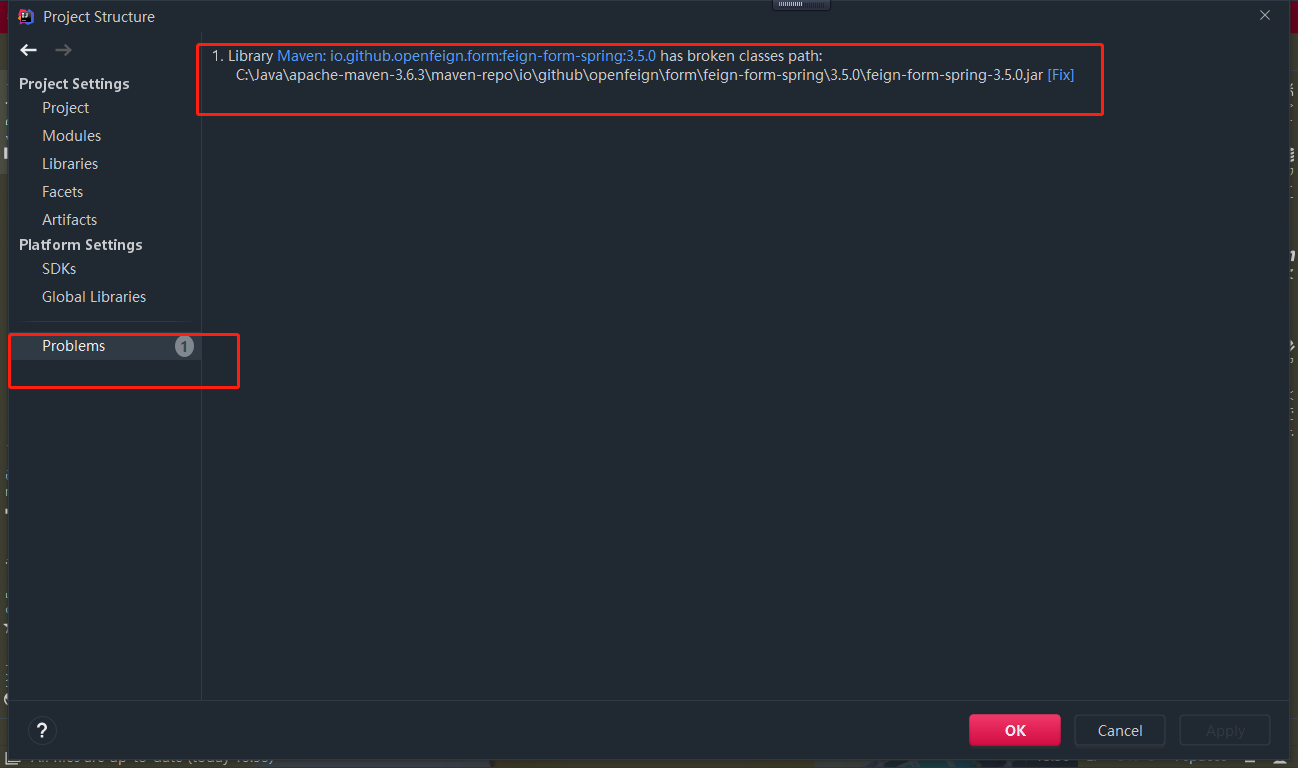 Project Structure
Project Settings
Project
Modules
Libraries
Facets
Artifacts
Platform Settings
SDKs
Global Libraries
Problems 1
1. Library Maven: io.github.openfeign.form:feign-form-spring:3.5.0 has broken classes path:
C:\Java\apache-maven-3.6.3\maven-repo\io\github\openfeign\form\feign-form-spring\3.5.0\feign-form-spring-3.5.0.jar [Fix]
?
OK
Cancel
Apply